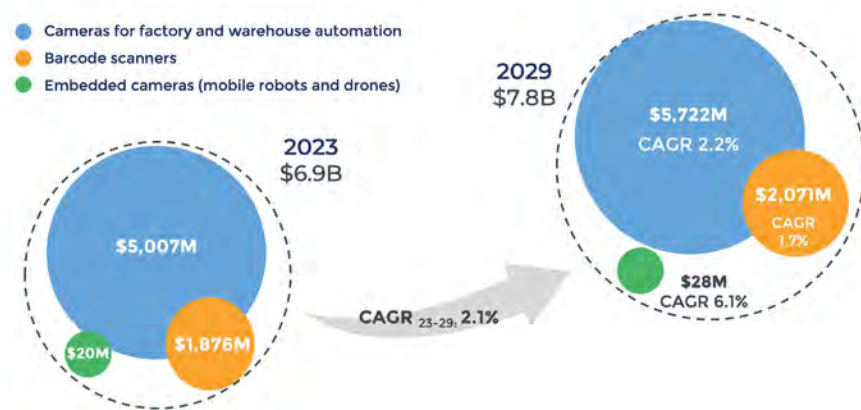 Cameras for factory and warehouse automation
Barcode scanners
Embedded cameras (mobile robots and drones)
2023
$6.9B
$5,007M
$1,876M
$20M
CAGR 23-29: 2.1%
2029
$7.8B
$5,722M
CAGR 2.2%
$2,071M
CAGR
1.7%
$28M
CAGR 6.1%